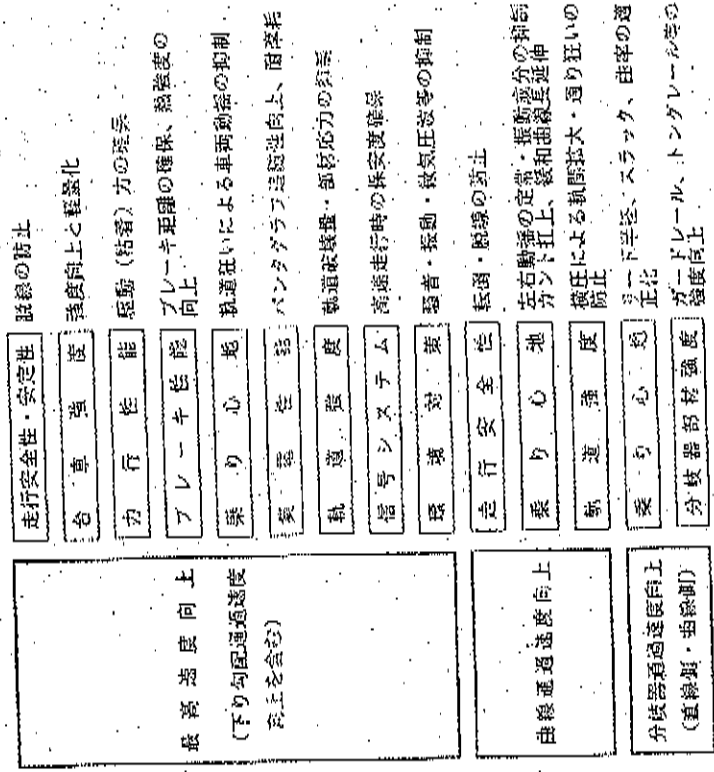 最高速度向上
(下り勾配通過速度
向上を含む)
走行安全性・安定性 脱線の防止
台車強度 強度向上と軽量化
力行性能 駆動(粘着)力の確保
ブレーキ性能 ブレーキ距離の確保、熱強度の
向上
乗り心地 軌道狂いによる車両動揺の抑制
集電性能 パンタグラフ追随性向上、耐摩耗
軌道強度 軌道破壊量・部材応力の
信号システム 高速走行時の保安度確保
環境対策 騒音・振動・微気圧波等の抑制
曲線通過速度向上
走行安全性 転倒・脱線の防止
乗り心地 左右動揺の定常・振動成分の抑制
カント扛上、緩和曲線長延伸
軌道強度 横圧による軌間拡大・通り狂いの
防止
分岐器通過速度向上
(直線側・曲線側)
乗り心地 リード半径、スラック、曲率の適
正化
分岐器部材強度 ガードレール、トングレール等の
強度向上